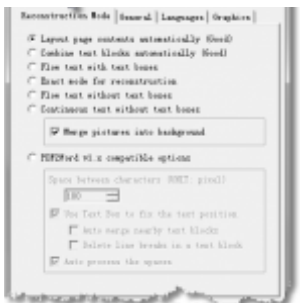 Reconstruction Mode | General | Languages | Graphics
Layout page contents automatically (Good)
Combine text blocks automatically (Good)
Flow text with text boxes
Exact mode for reconstruction
Flow text without text boxes
Continuous text without text boxes
Merge pictures into background
PDF2Word v1.x compatible options
Space between characters (UNIT: pixel)
100
Use Text Box to fix the text position
Auto merge nearby text blocks
Delete line breaks in a text block
Auto process the spaces